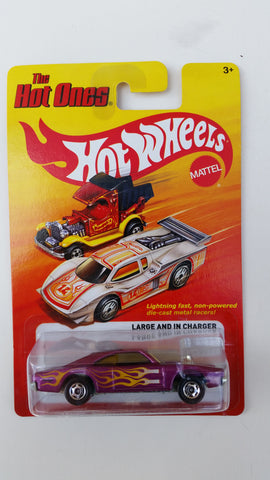 The
Hot Ones
®
3+
Hot Wheels
®
MATTEL
Lightning fast, non-powered
die-cast metal racers!
LARGE AND IN CHARGER